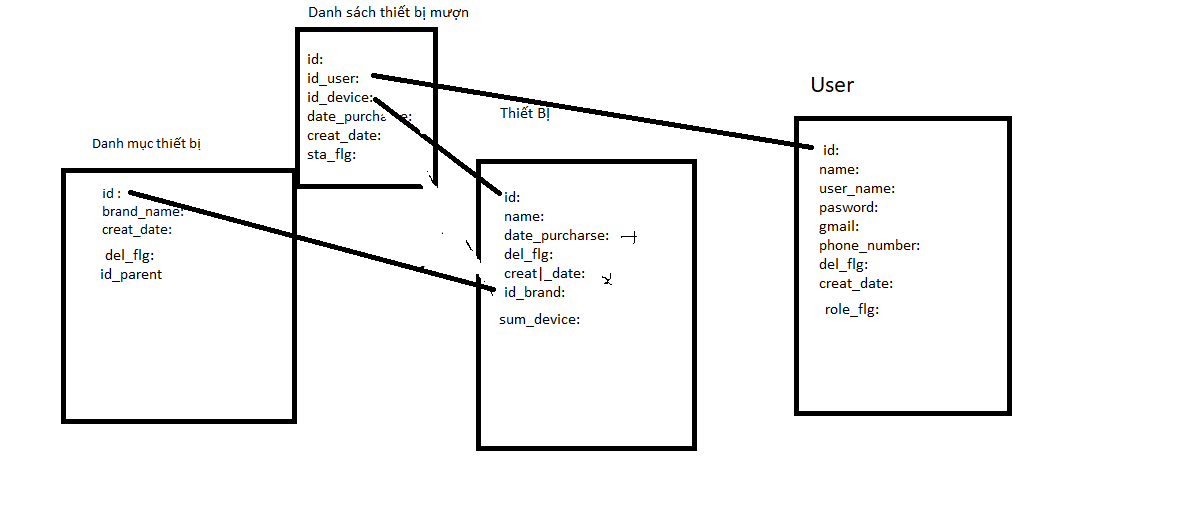 Danh sách thiết bị mượn
id:
id_user:
id_device:
date_purchase:
creat_date:
sta_flg:
Danh mục thiết bị
id :
brand_name:
creat_date:
del_flg:
id_parent
Thiết Bị
id:
name:
date_purcharse:
del_flg:
creat|_date:
id_brand:
sum_device:
User
id:
name:
user_name:
pasword:
gmail:
phone_number:
del_flg:
creat_date:
role_flg: